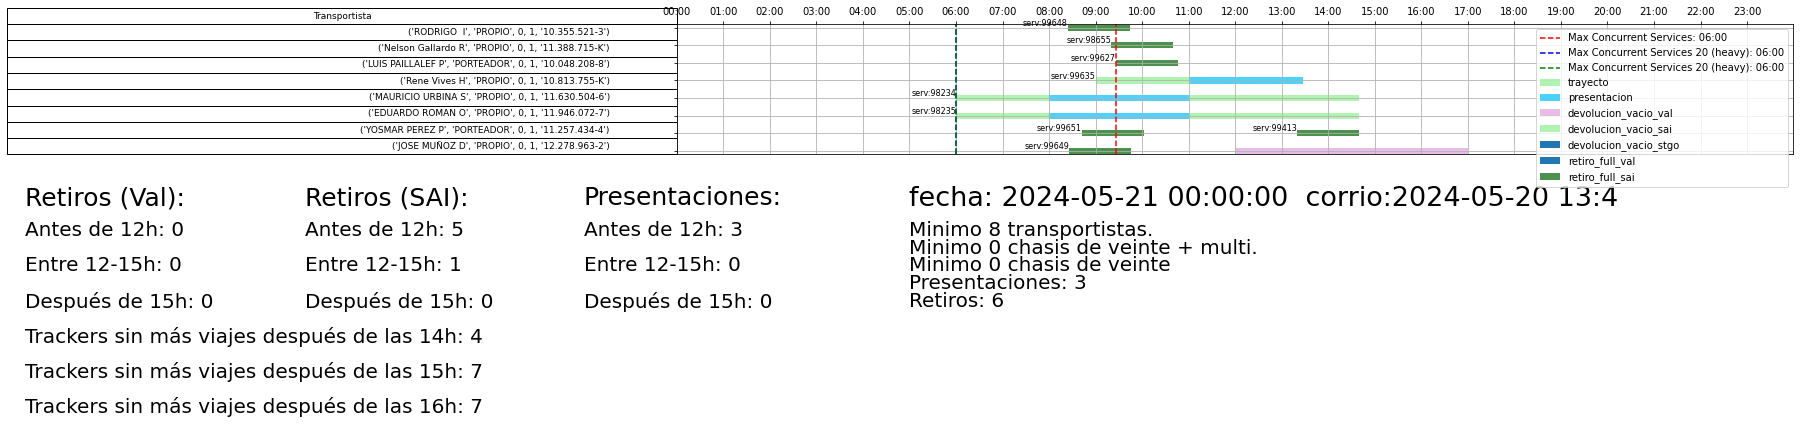 Transportista
00:00 01:00 02:00 03:00 04:00 05:00 06:00 07:00 08:00 09:00 10:00 11:00 12:00 13:00 14:00 15:00 16:00 17:00 18:00 19:00 20:00 21:00 22:00 23:00
('RODRIGO  I', 'PROPIO', 0, 1, '10.355.521-3')
('Nelson Gallardo R', 'PROPIO', 0, 1, '11.388.715-K')
('LUIS PAILLALEF P', 'PORTEADOR', 0, 1, '10.048.208-8')
('Rene Vives H', 'PROPIO', 0, 1, '10.813.755-K')
('MAURICIO URBINA S', 'PROPIO', 0, 1, '11.630.504-6')
('EDUARDO ROMAN O', 'PROPIO', 0, 1, '11.946.072-7')
('YOSMAR PEREZ P', 'PORTEADOR', 0, 1, '11.257.434-4')
('JOSE MUÑOZ D', 'PROPIO', 0, 1, '12.278.963-2')
serv:99648
serv:98655
serv:99627
serv:99635
serv:98234
serv:98235
serv:99651
serv:99413
serv:99649
Max Concurrent Services: 06:00
Max Concurrent Services 20 (heavy): 06:00
Max Concurrent Services 20 (heavy): 06:00
trayecto
presentacion
devolucion_vacio_val
devolucion_vacio_sai
devolucion_vacio_stgo
retiro_full_val
retiro_full_sai
Retiros (Val):
Antes de 12h: 0
Entre 12-15h: 0
Después de 15h: 0
Retiros (SAI):
Antes de 12h: 5
Entre 12-15h: 1
Después de 15h: 0
Presentaciones:
Antes de 12h: 3
Entre 12-15h: 0
Después de 15h: 0
Trackers sin más viajes después de las 14h: 4
Trackers sin más viajes después de las 15h: 7
Trackers sin más viajes después de las 16h: 7
fecha: 2024-05-21 00:00:00  corrio:2024-05-20 13:4
Minimo 8 transportistas.
Minimo 0 chasis de veinte + multi.
Minimo 0 chasis de veinte
Presentaciones: 3
Retiros: 6